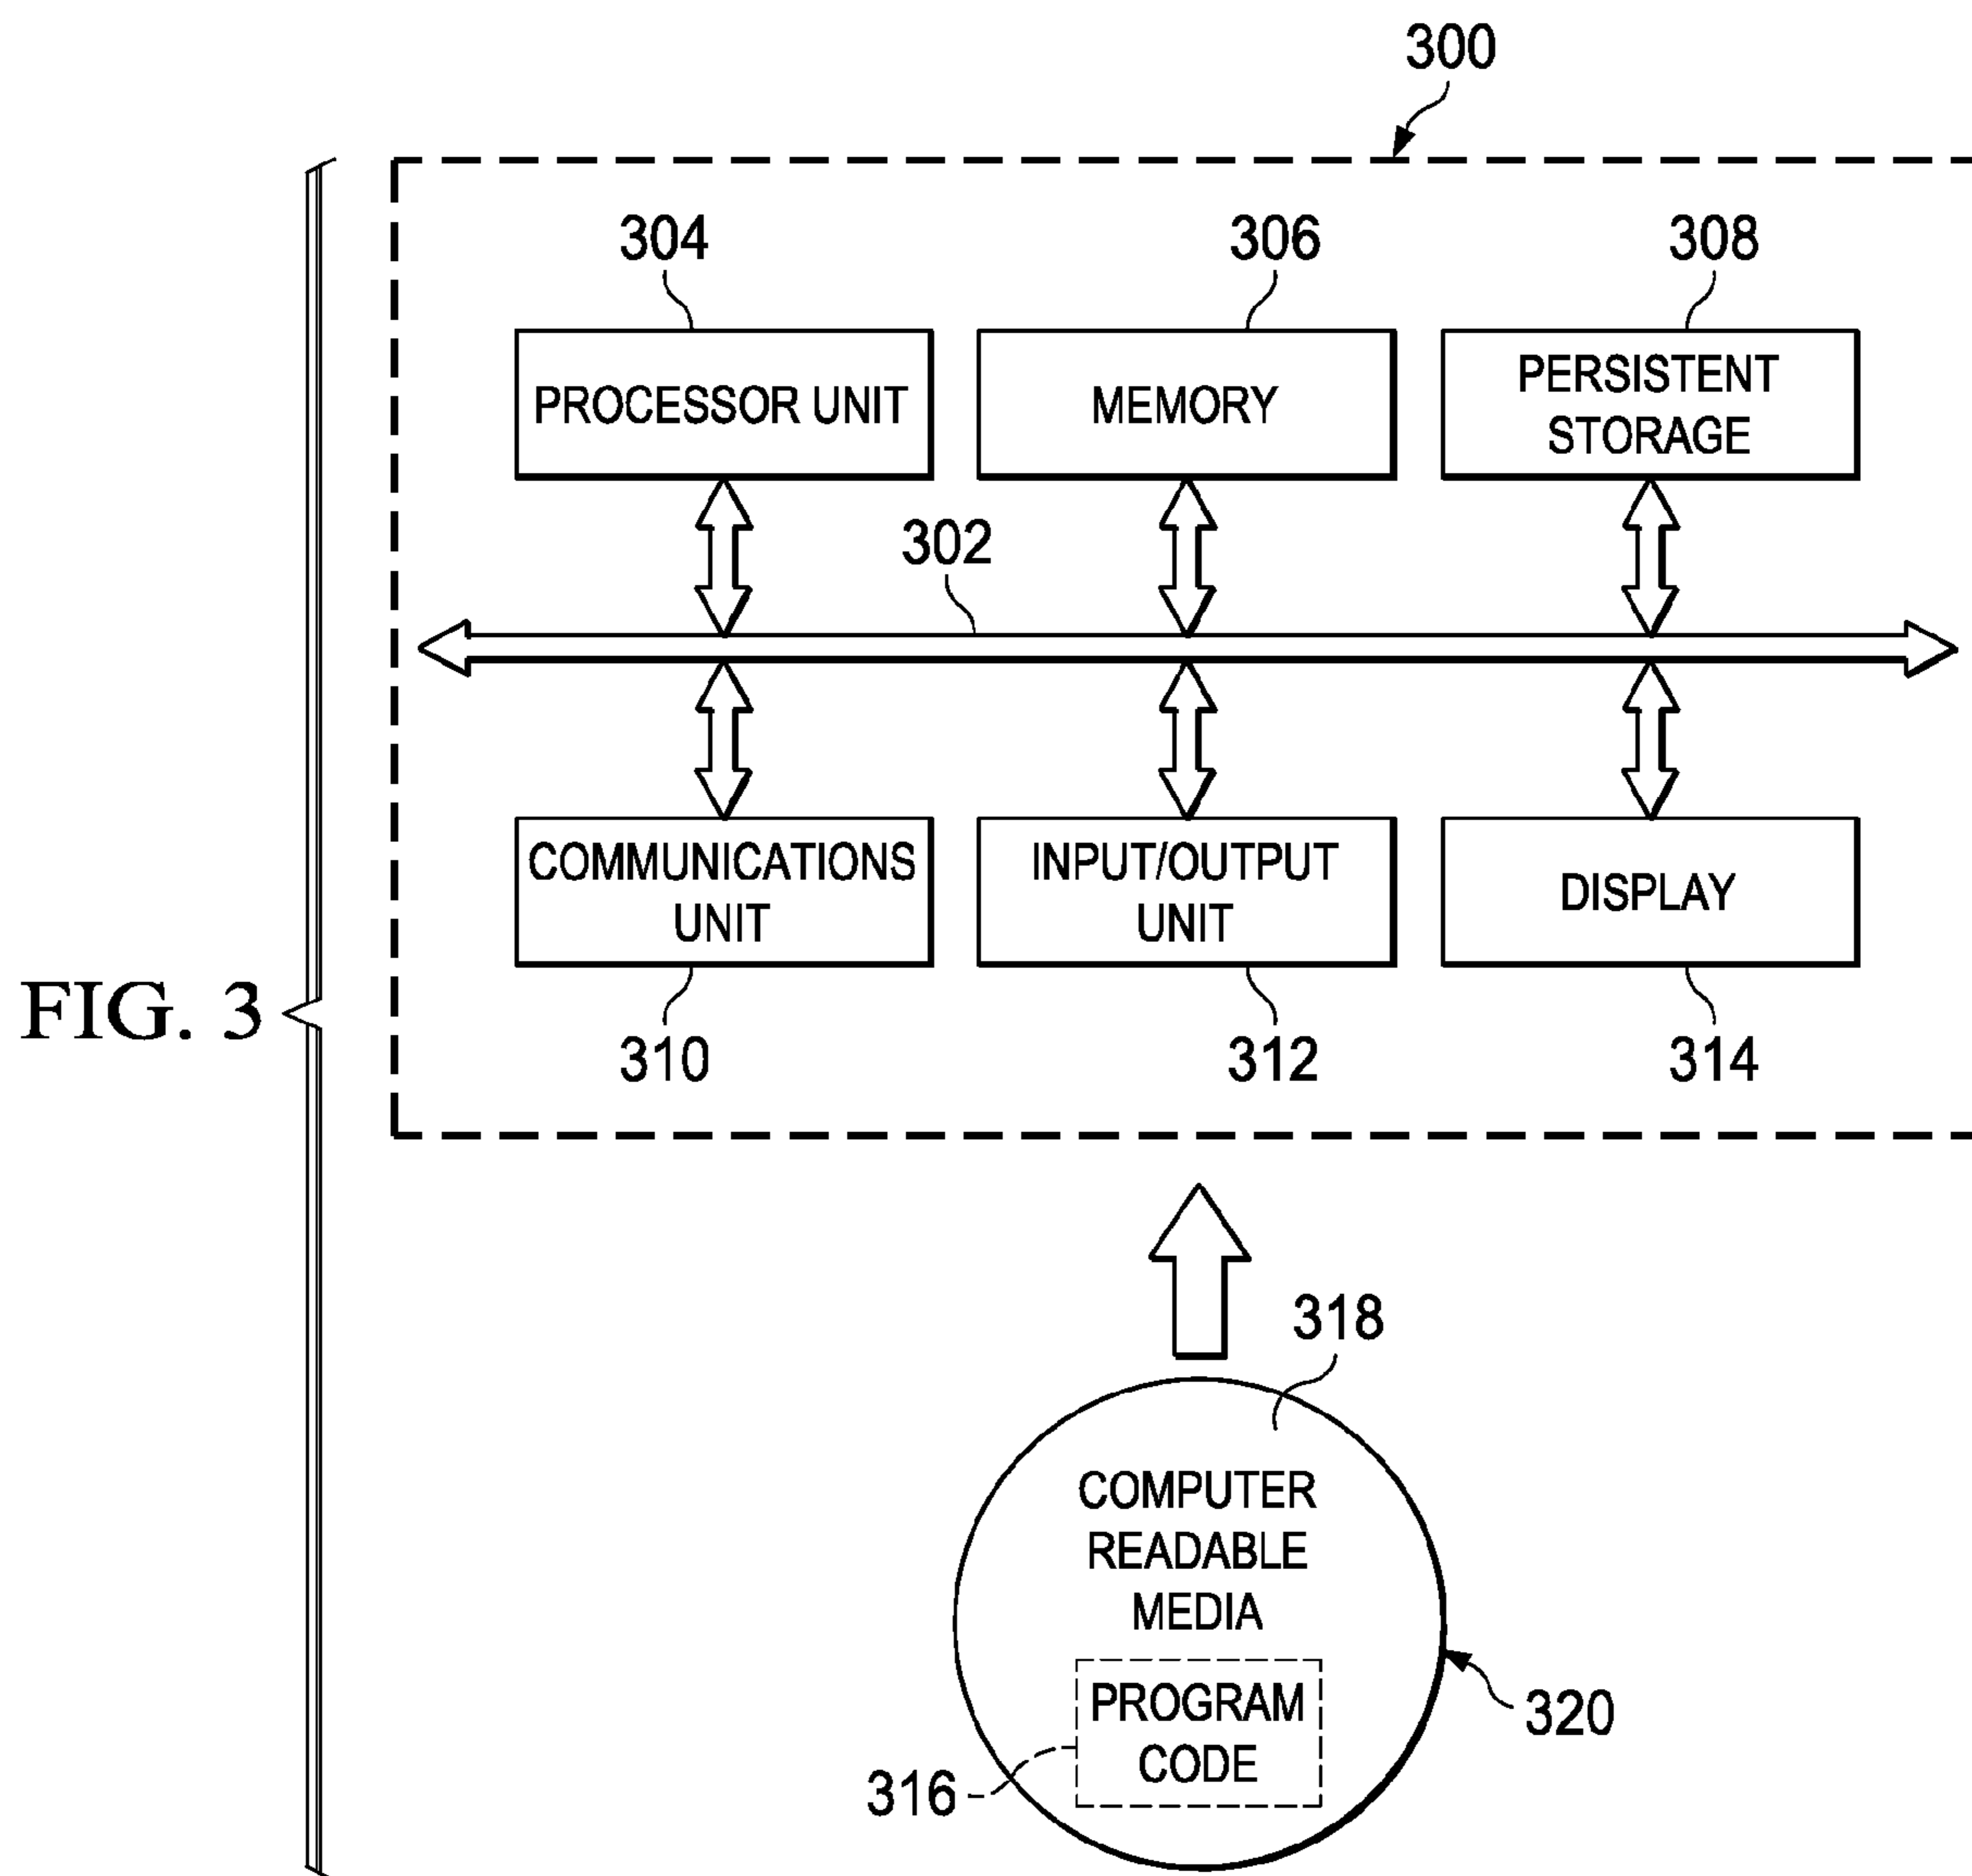 300
304
306
308
PROCESSOR UNIT
MEMORY
PERSISTENT
STORAGE
302
COMMUNICATIONS
UNIT
INPUT/OUTPUT
UNIT
DISPLAY
FIG. 3
310
312
314
318
COMPUTER
READABLE
MEDIA
PROGRAM
CODE
320
316